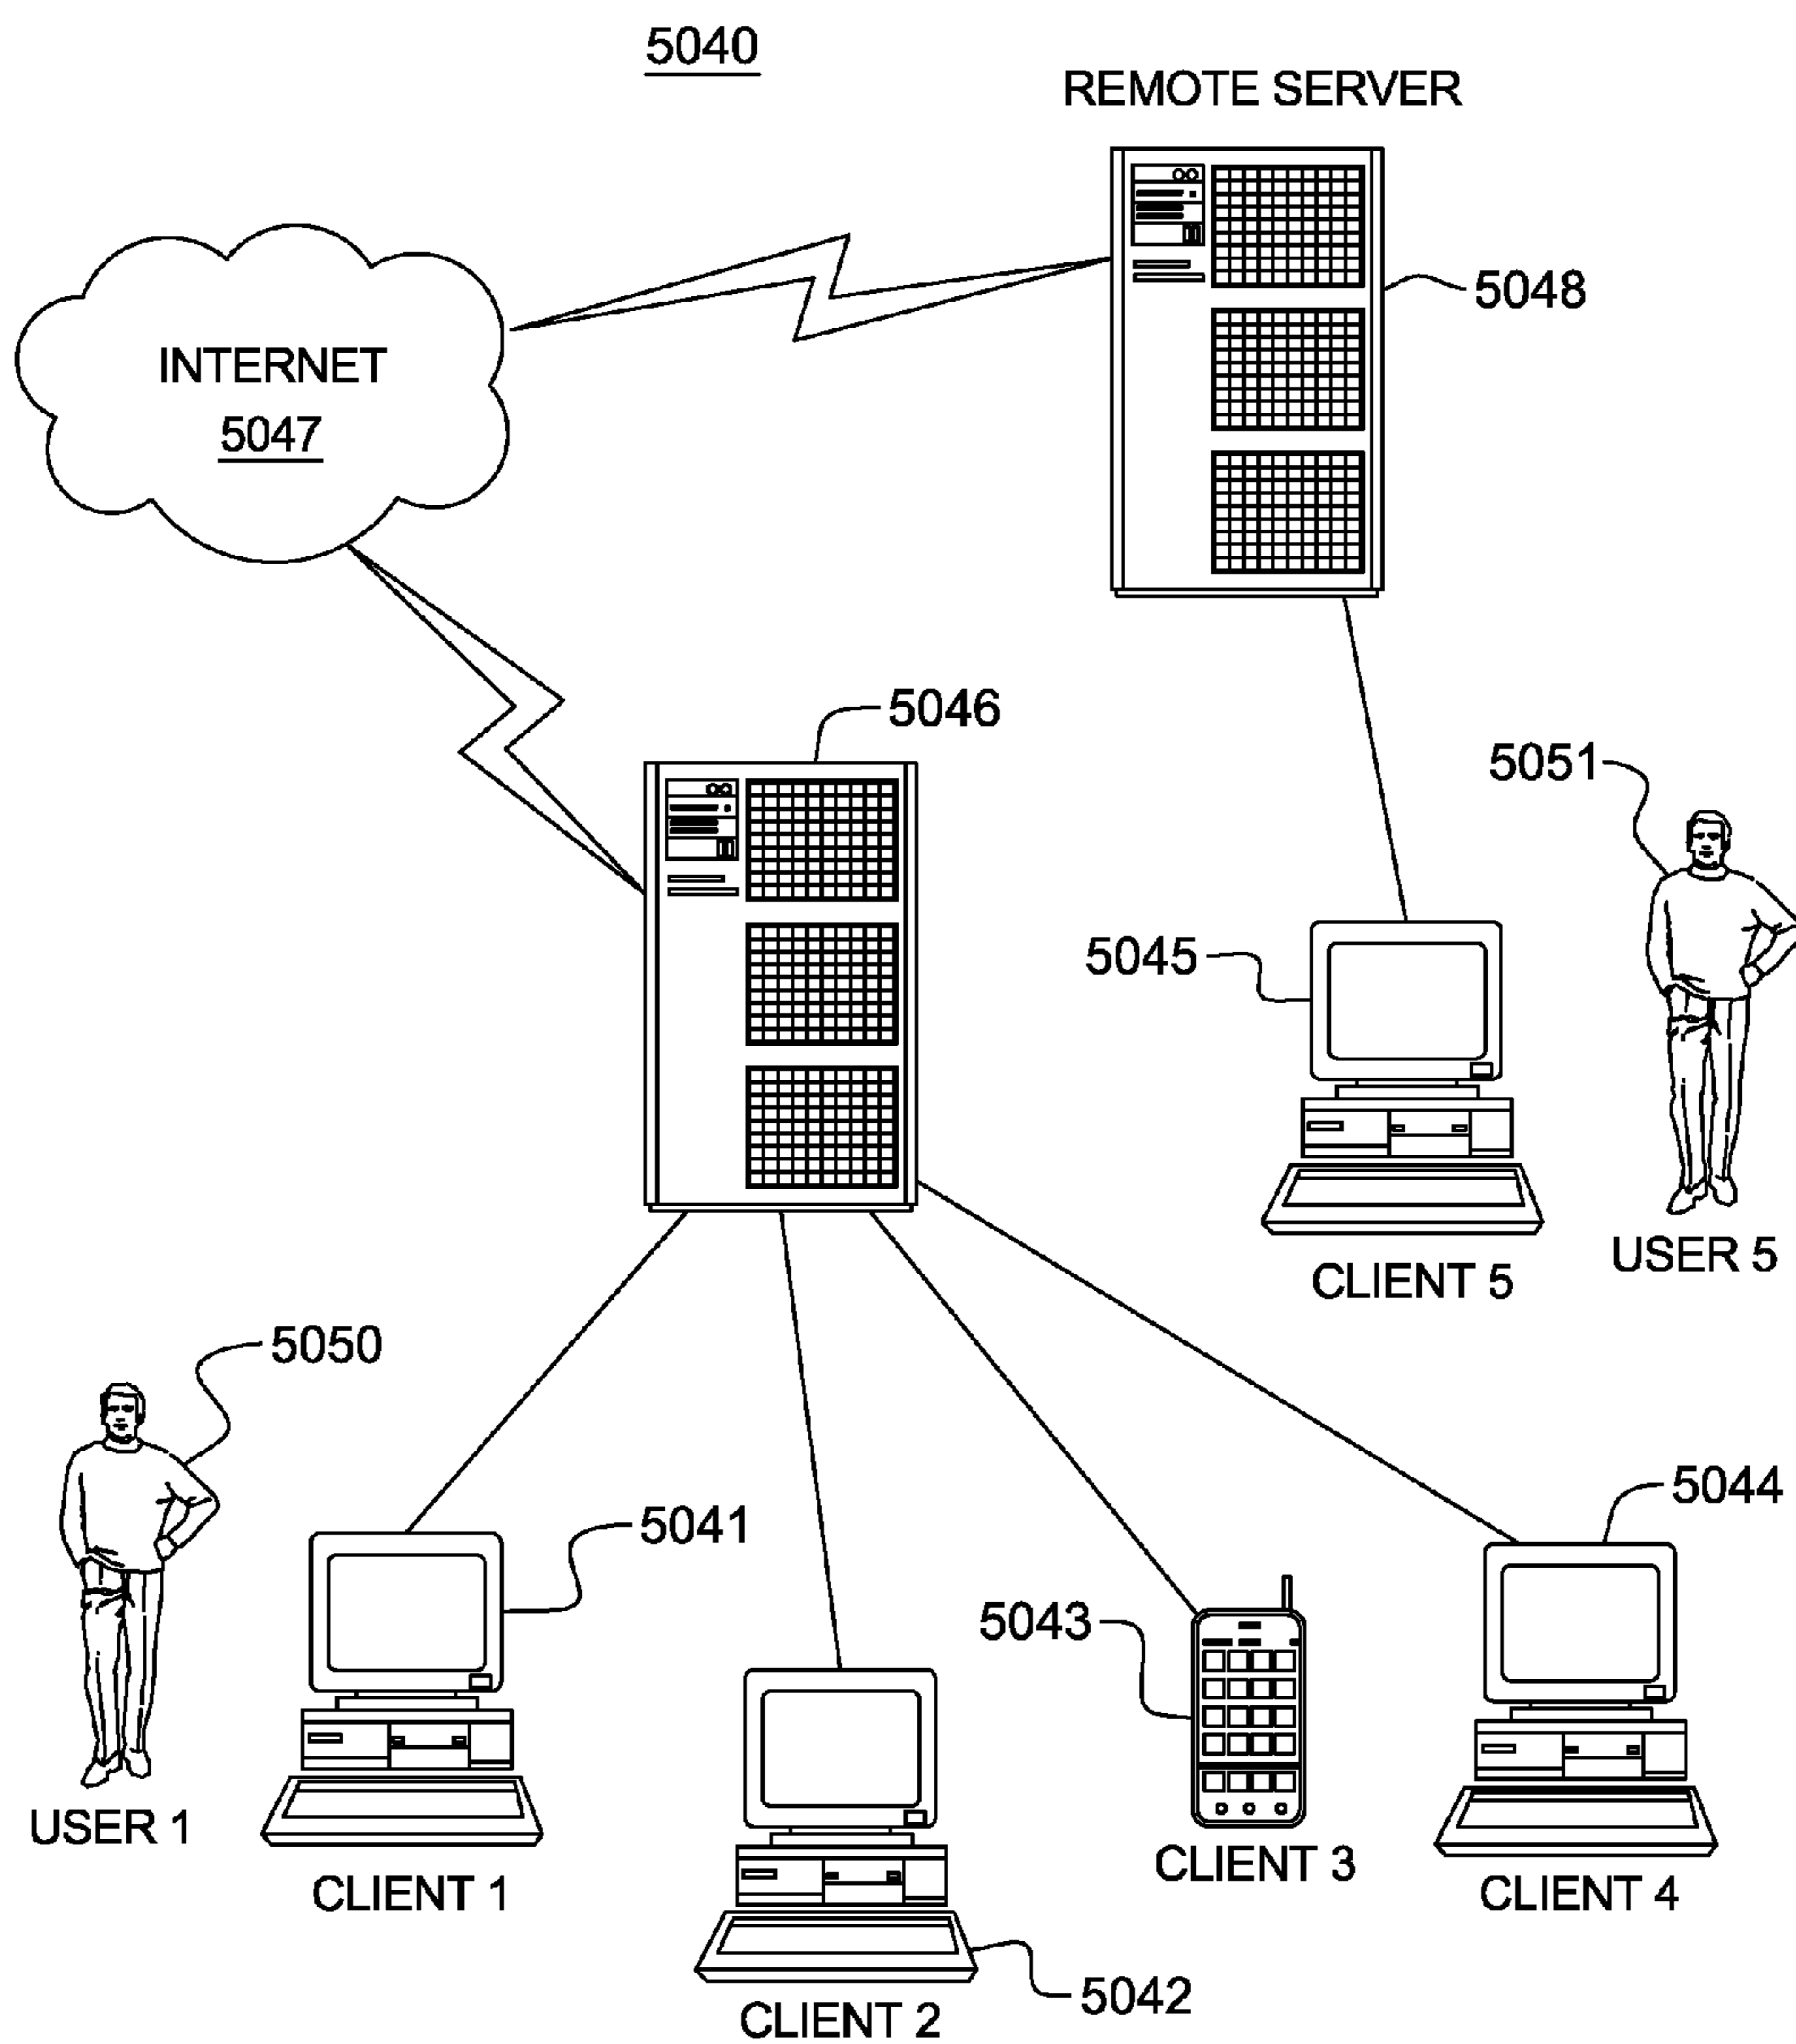 5040
REMOTE SERVER
5048
INTERNET
5047
5046
5051
5045
USER 5
CLIENT 5
5050
5041
5044
5043
USER 1
CLIENT 1
CLIENT 3
CLIENT 4
5042
CLIENT 2